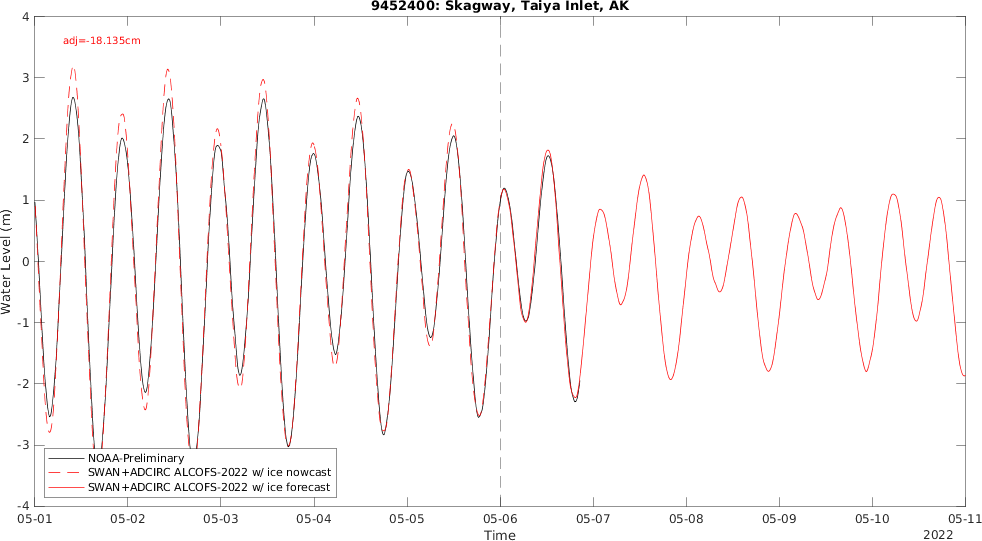 9452400: Skagway, Taiya Inlet, AK
adj=-18.135cm
4
3
2
1
0
-1
-2
-3
-4
Water Level (m)
NOAA-Preliminary
SWAN+ADCIRC ALCOFS-2022 w/ ice nowcast
SWAN+ADCIRC ALCOFS-2022 w/ ice forecast
05-01 05-02 05-03 05-04 05-05 05-06 05-07 05-08 05-09 05-10 05-11
Time
2022